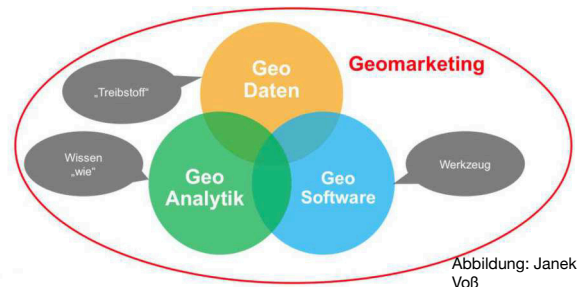 Geo
Daten
Geomarketing
„Treibstoff“
Wissen
„wie“
Geo
Analytik
Geo
Software
Werkzeug
Abbildung: Janek
Voß